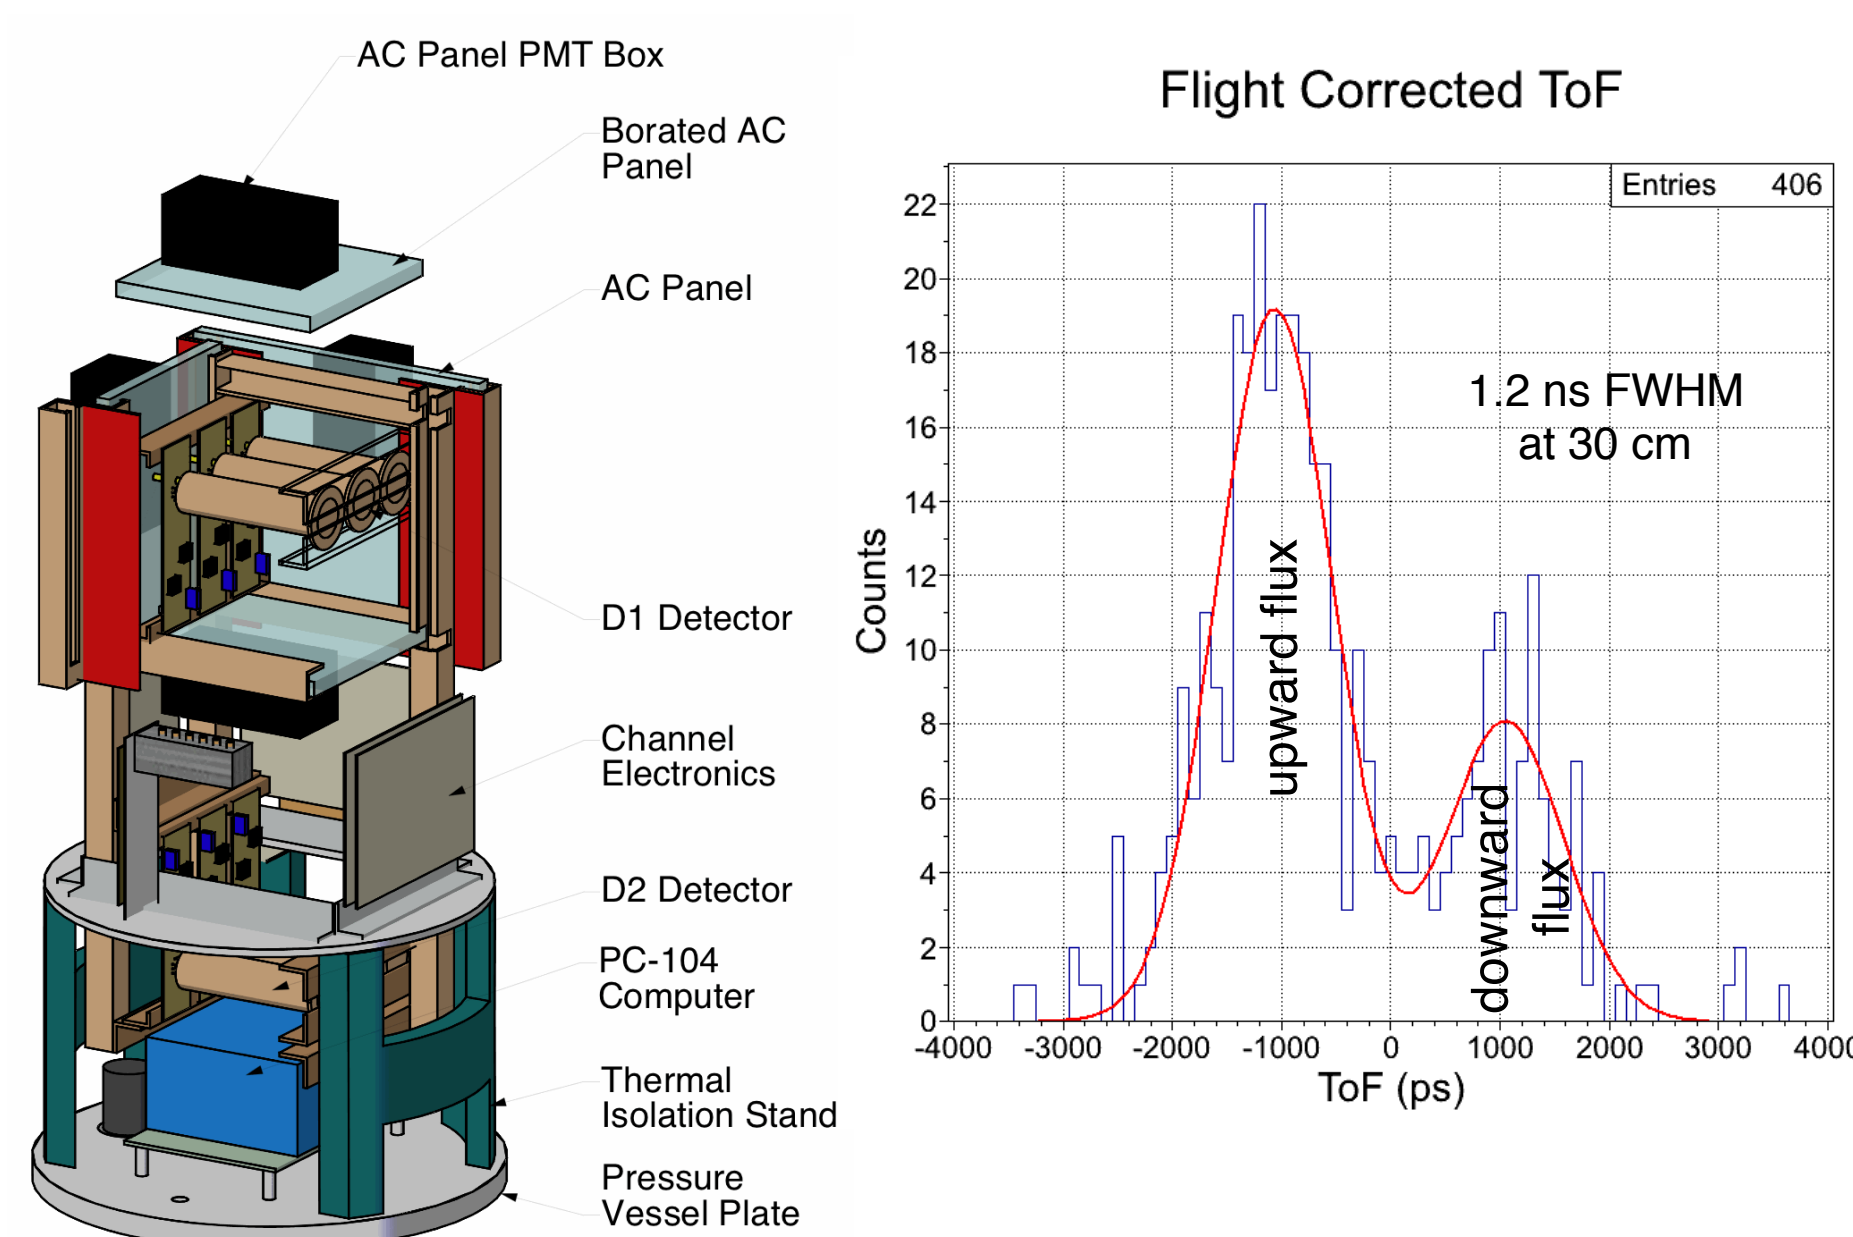 AC Panel PMT Box
Borated AC
Panel
AC Panel
D1 Detector
Channel
Electronics
D2 Detector
PC-104
Computer
Thermal
Isolation Stand
Pressure
Vessel Plate
Flight Corrected ToF
Entries 406
22
20
18
16
14
12
10
8
6
4
2
0
Counts
1.2 ns FWHM
at 30 cm
upward flux
downward
flux
-4000 -3000 -2000 -1000 0 1000 2000 3000 4000
ToF (ps)